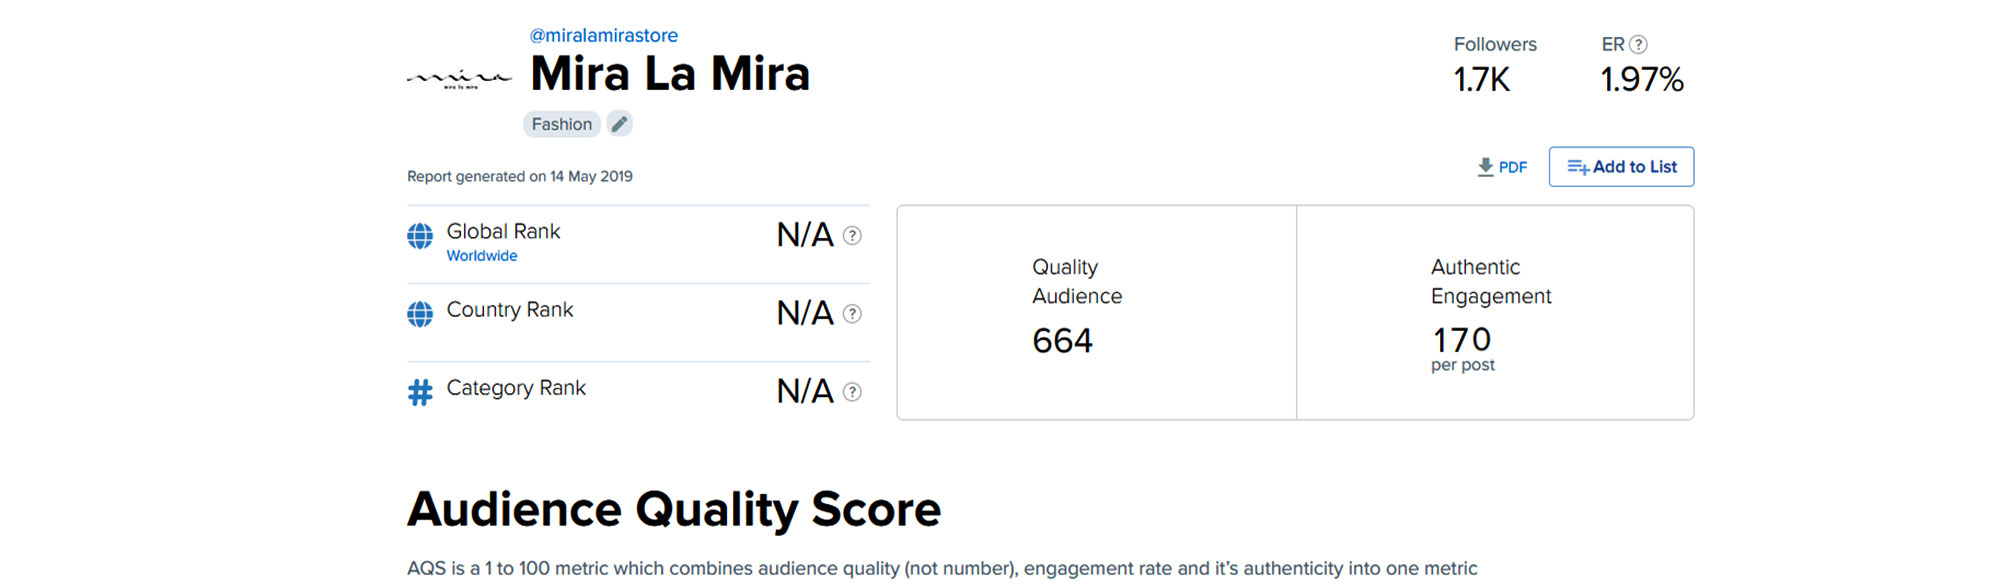 @miralamirastore
mira
mira la mira
Mira La Mira
Fashion
Followers
1.7K
ER ?
1.97%
Report generated on 14 May 2019
PDF
Add to List
Global Rank
Worldwide
N/A ?
Country Rank
N/A ?
Category Rank
N/A ?
Quality
Audience
664
Authentic
Engagement
170
per post
Audience Quality Score
AQS is a 1 to 100 metric which combines audience quality (not number), engagement rate and it's authenticity into one metric